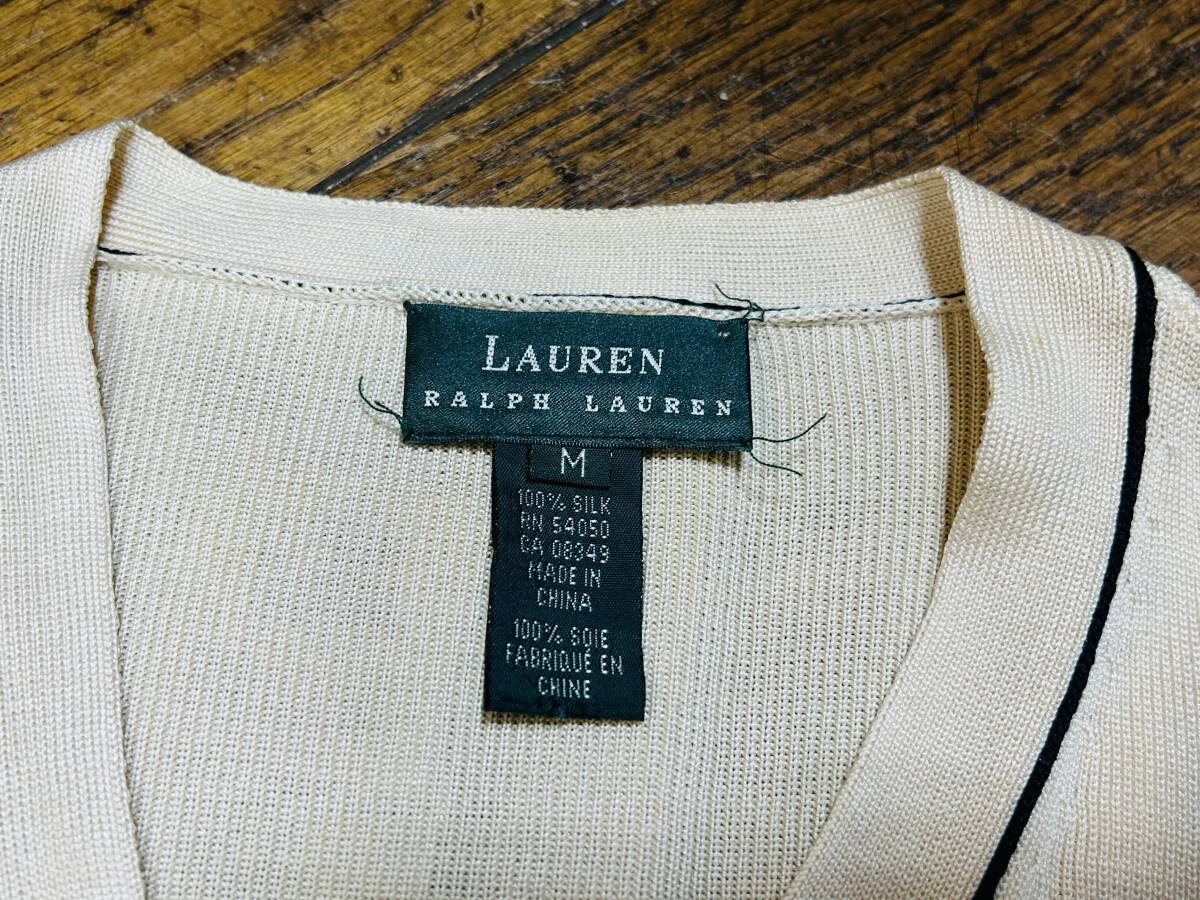 LAUREN
RALPH LAUREN
M
100% SILK
RN 54050
CA 08349
MADE IN
CHINA
100% SOIE
FABRIQUÉ EN
CHINE